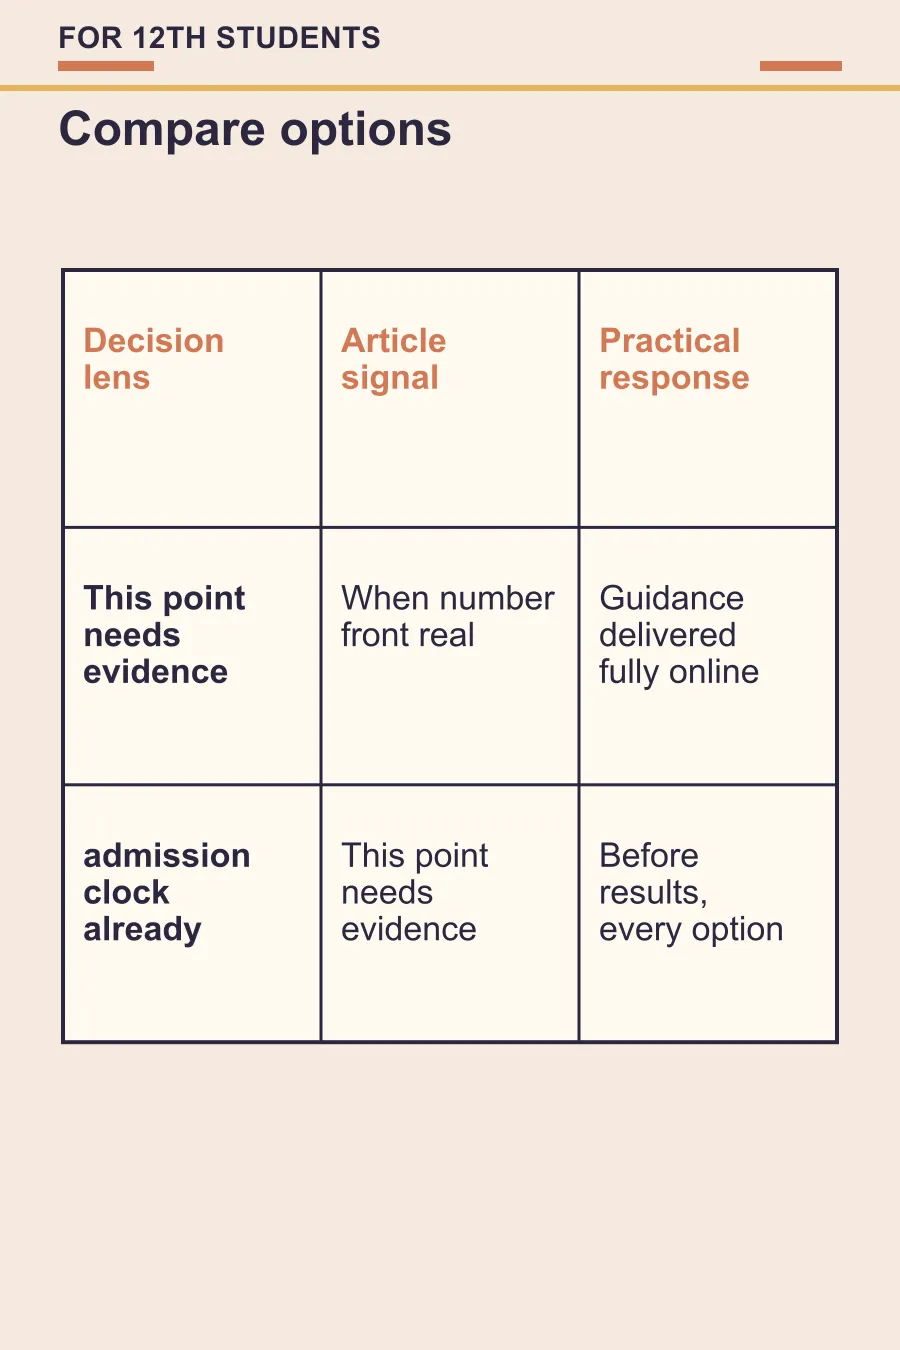 FOR 12TH STUDENTS
Compare options
Decision
lens
Article
signal
Practical
response
This point
needs
evidence
When number
front real
Guidance
delivered
fully online
admission
clock
already
This point
needs
evidence
Before
results,
every option